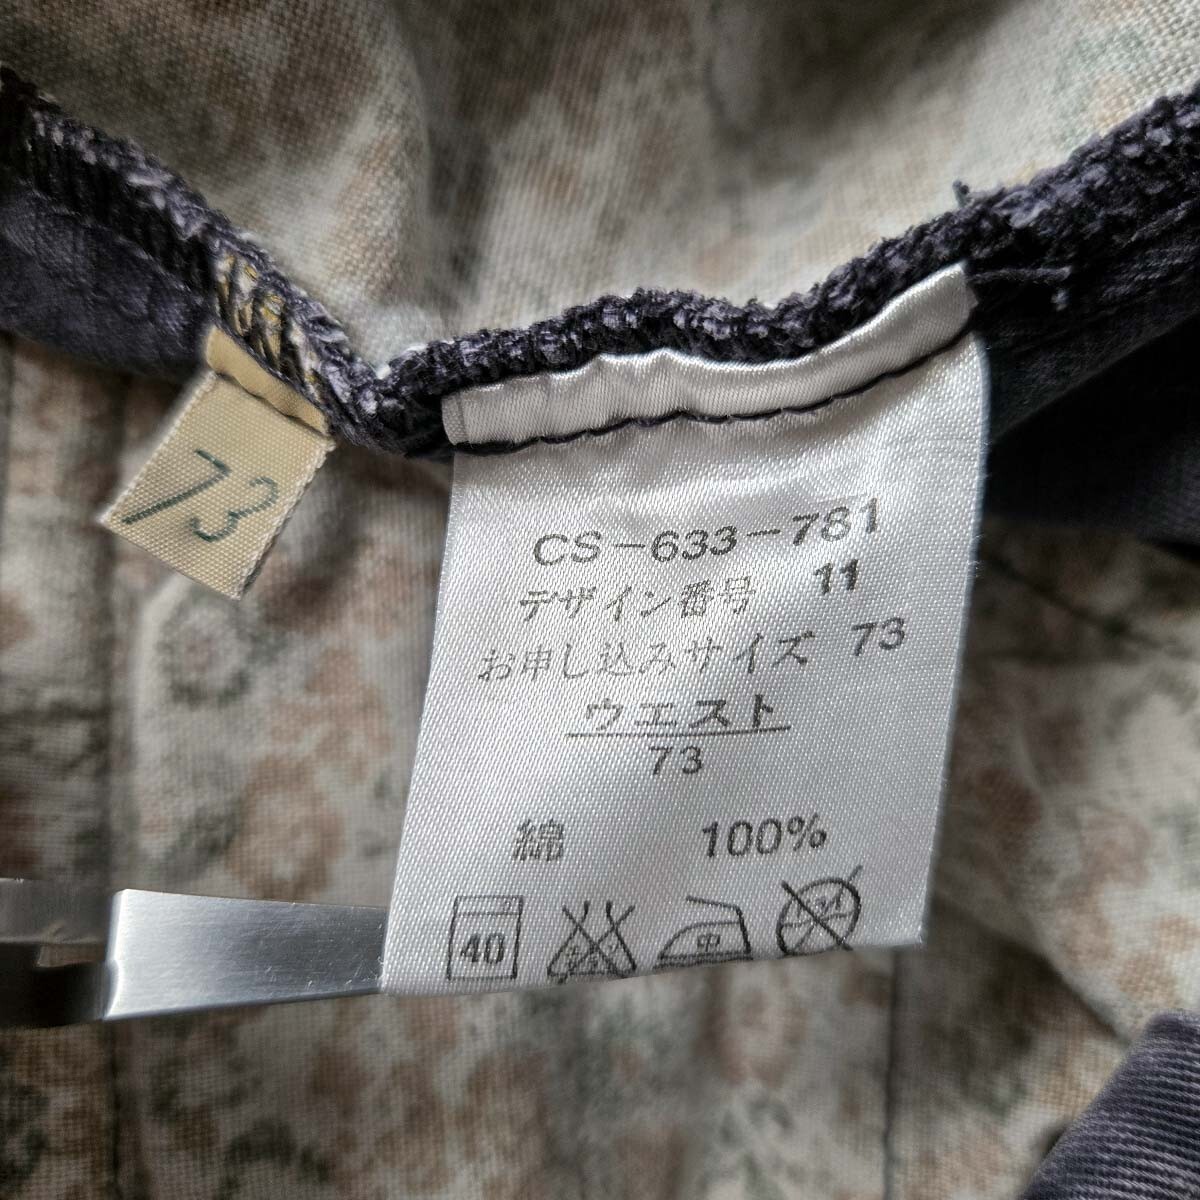 73
CS-633-781
デザイン番号 11
お申し込みサイズ 73
ウエスト
73
綿 100%
40 中